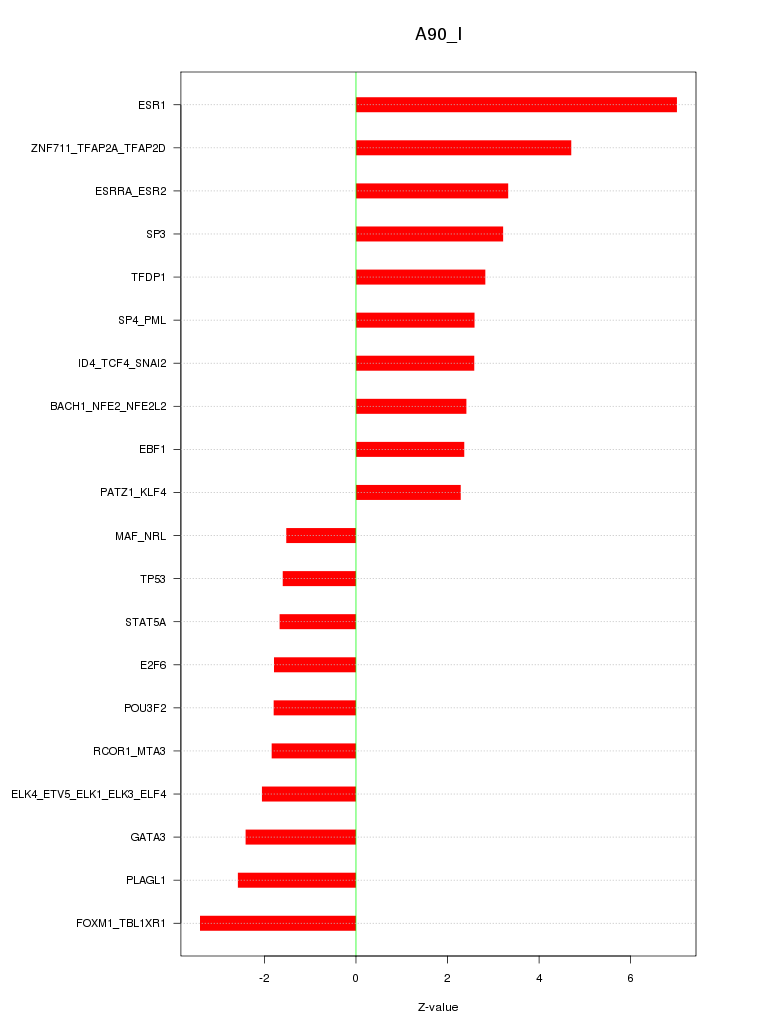 A90_I
ESR1
ZNF711_TFAP2A_TFAP2D
ESRRA_ESR2
SP3
TFDP1
SP4_PML
ID4_TCF4_SNAI2
BACH1_NFE2_NFE2L2
EBF1
PATZ1_KLF4
MAF_NRL
TP53
STAT5A
E2F6
POU3F2
RCOR1_MTA3
ELK4_ETV5_ELK1_ELK3_ELF4
GATA3
PLAGL1
FOXM1_TBL1XR1
-2 0 2 4 6
Z-value